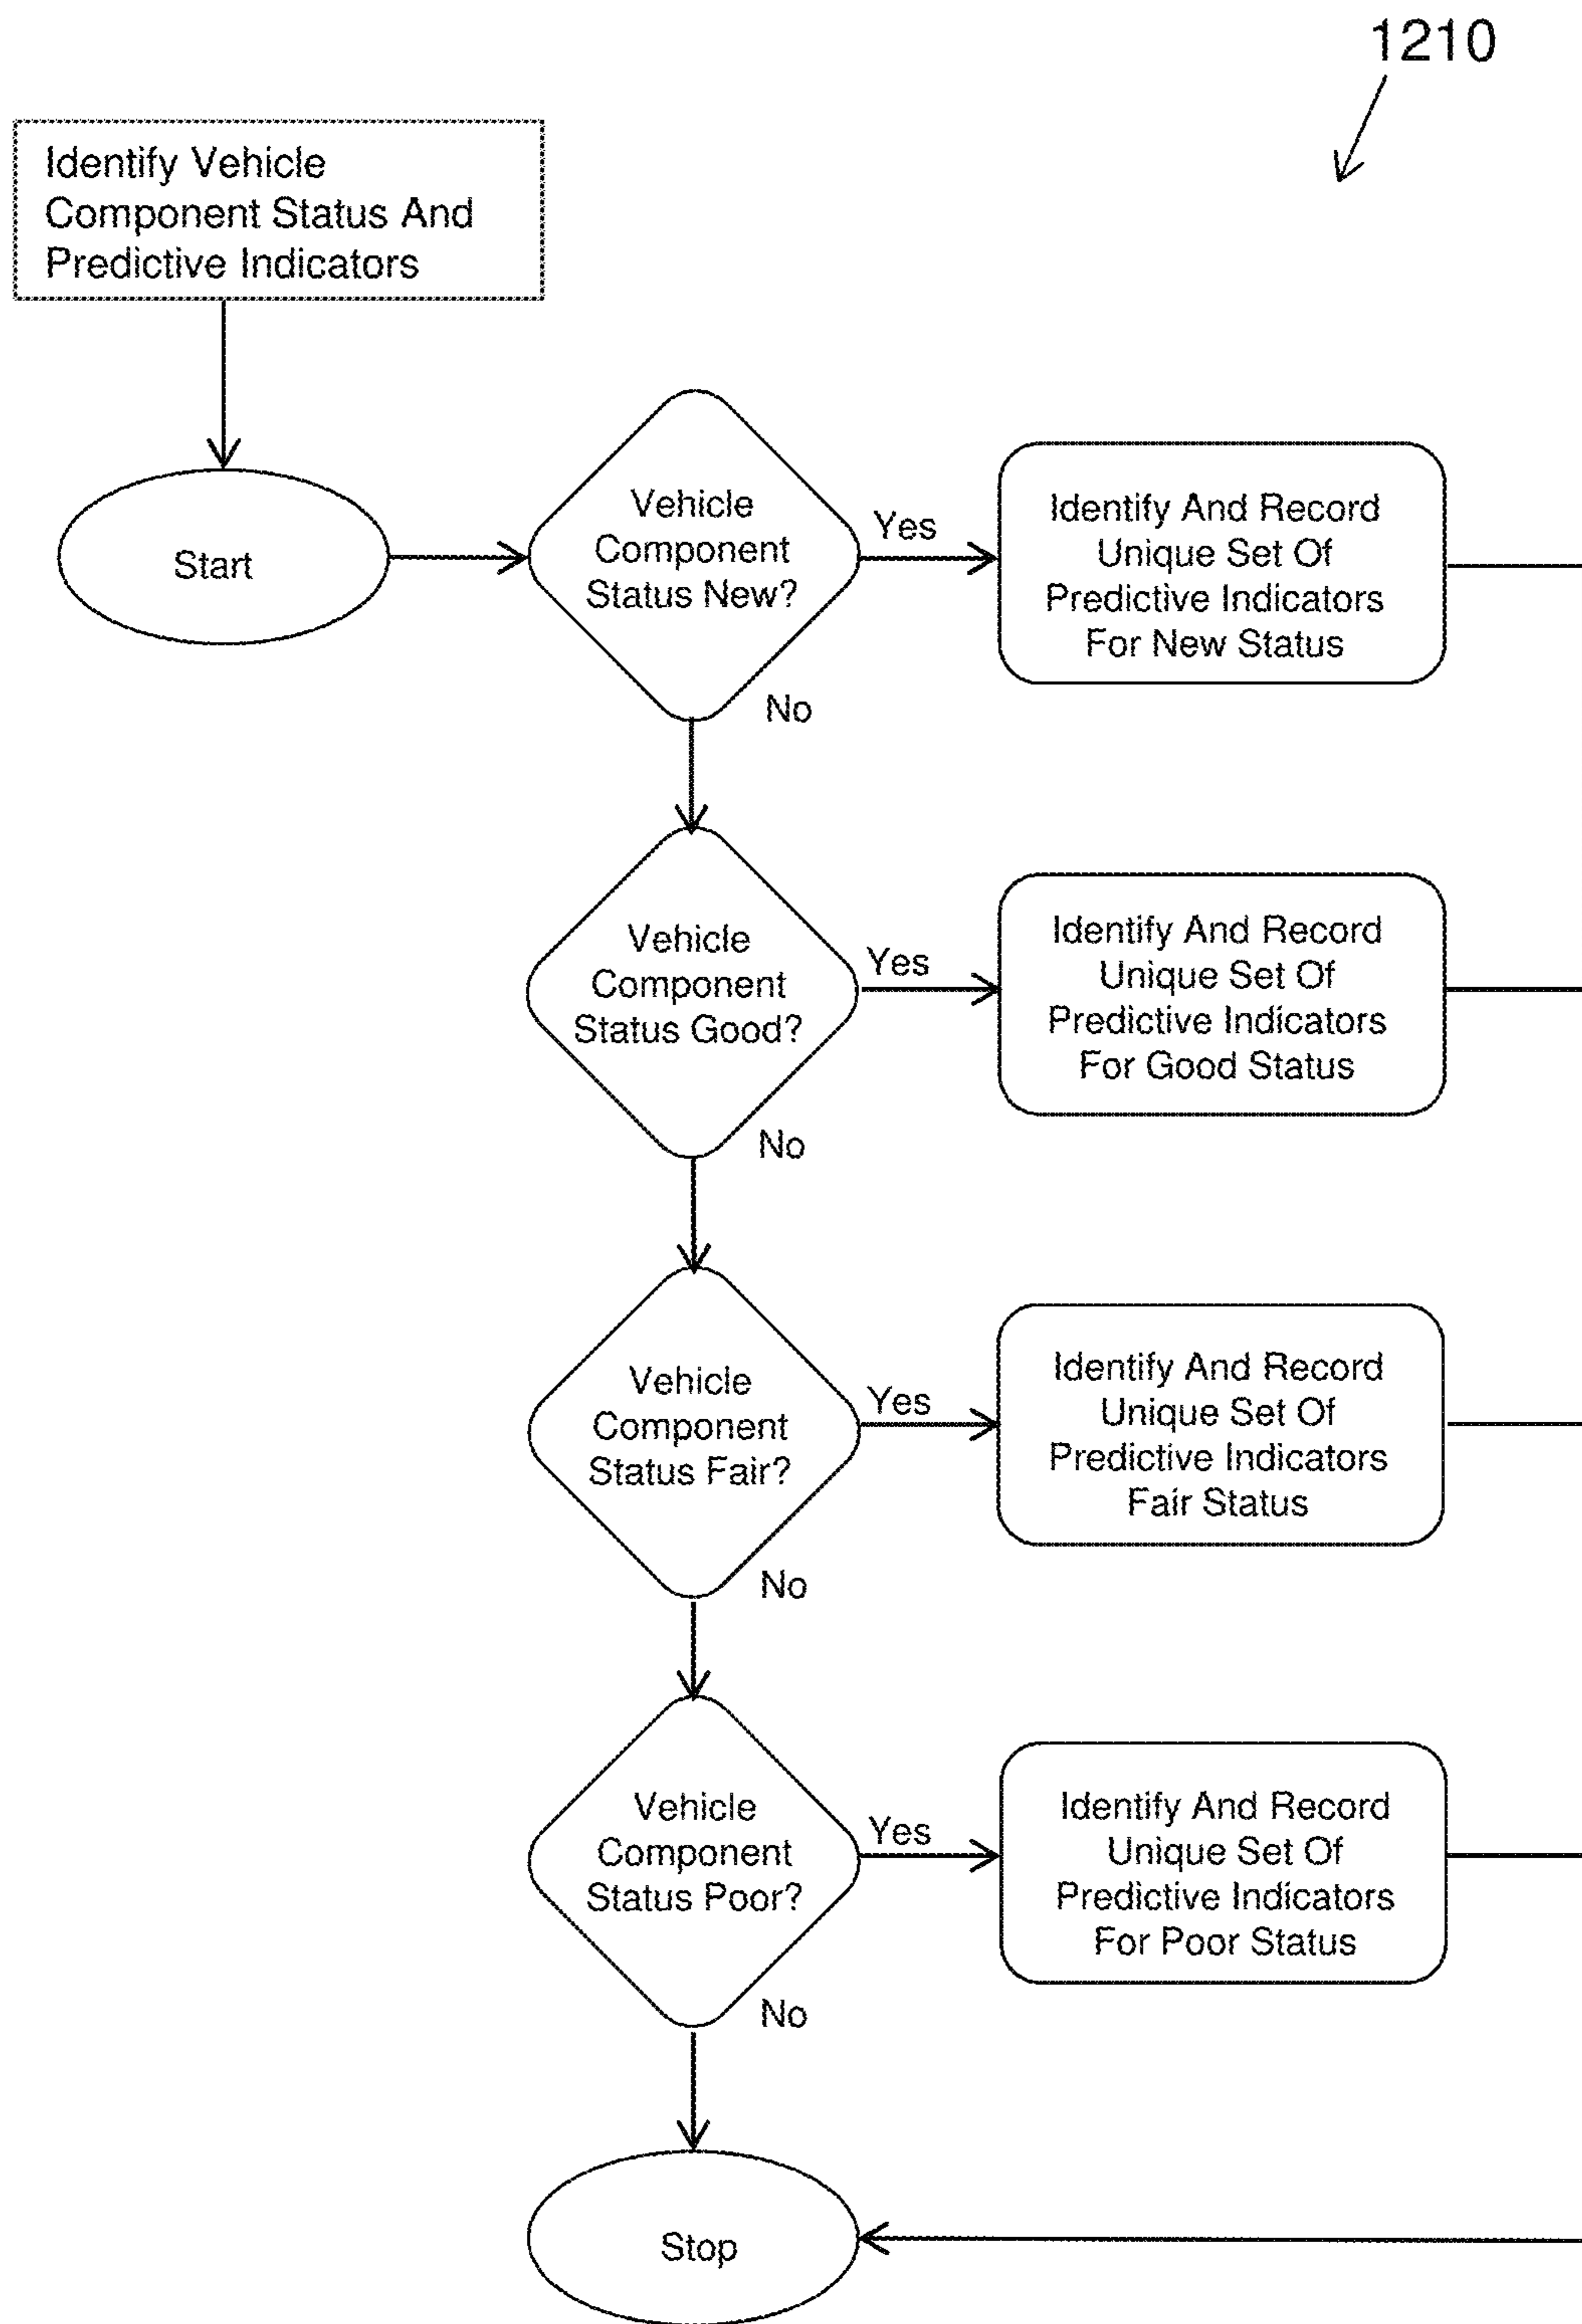 1210
Identify Vehicle
Component Status And
Predictive Indicators
Start
Vehicle
Component
Status New?
Yes
Identify And Record
Unique Set Of
Predictive Indicators
For New Status
No
Vehicle
Component
Status Good?
Yes
Identify And Record
Unique Set Of
Predictive Indicators
For Good Status
No
Vehicle
Component
Status Fair?
Yes
Identify And Record
Unique Set Of
Predictive Indicators
Fair Status
No
Vehicle
Component
Status Poor?
Yes
Identify And Record
Unique Set Of
Predictive Indicators
For Poor Status
No
Stop